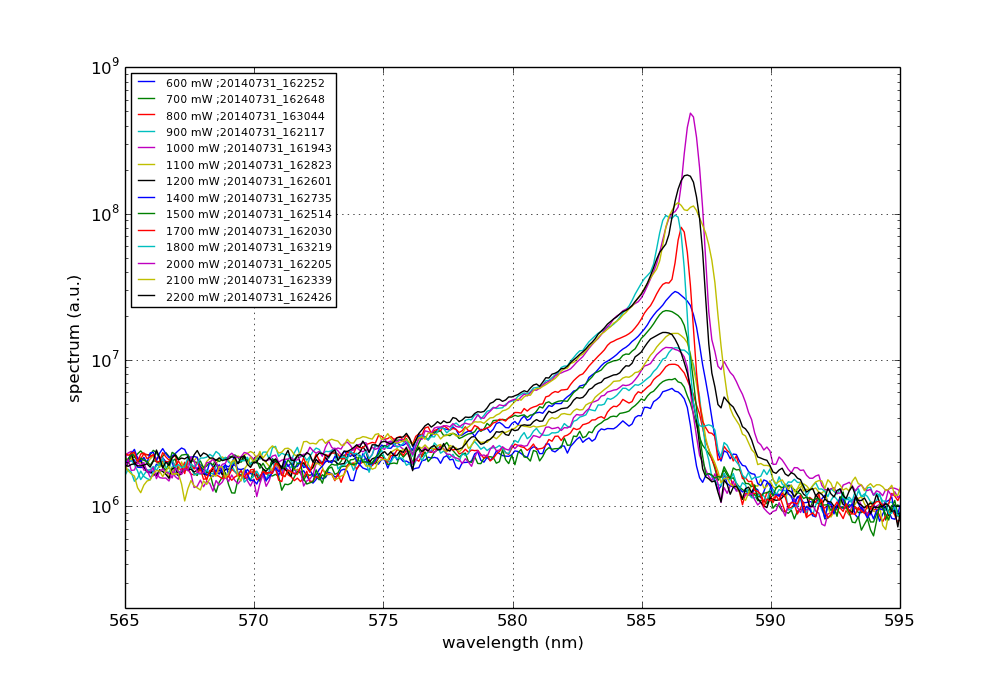 10^9
10^8
10^7
10^6
spectrum (a.u.)
600 mW ;20140731_162252
700 mW ;20140731_162648
800 mW ;20140731_163044
900 mW ;20140731_162117
1000 mW ;20140731_161943
1100 mW ;20140731_162823
1200 mW ;20140731_162601
1400 mW ;20140731_162735
1500 mW ;20140731_162514
1700 mW ;20140731_162030
1800 mW ;20140731_163219
2000 mW ;20140731_162205
2100 mW ;20140731_162339
2200 mW ;20140731_162426
565 570 575 580 585 590 595
wavelength (nm)